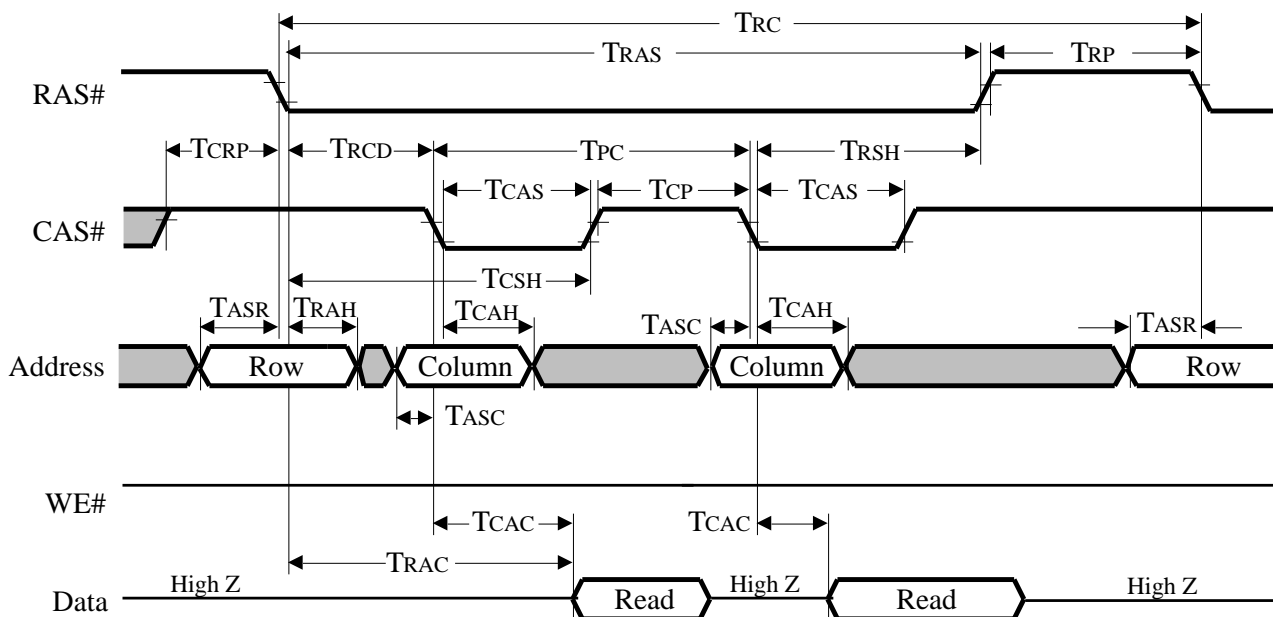 TRC
TRAS TRP
RAS#
TCRP TRCD TPC TRSH
TCAS TCP TCAS
CAS#
TCSH
TASR TRAH TCAH TASC TCAH TASR
Address Row Column Column Row
TASC
WE#
TCAC TCAC
TRAC
High Z High Z High Z
Data Read Read